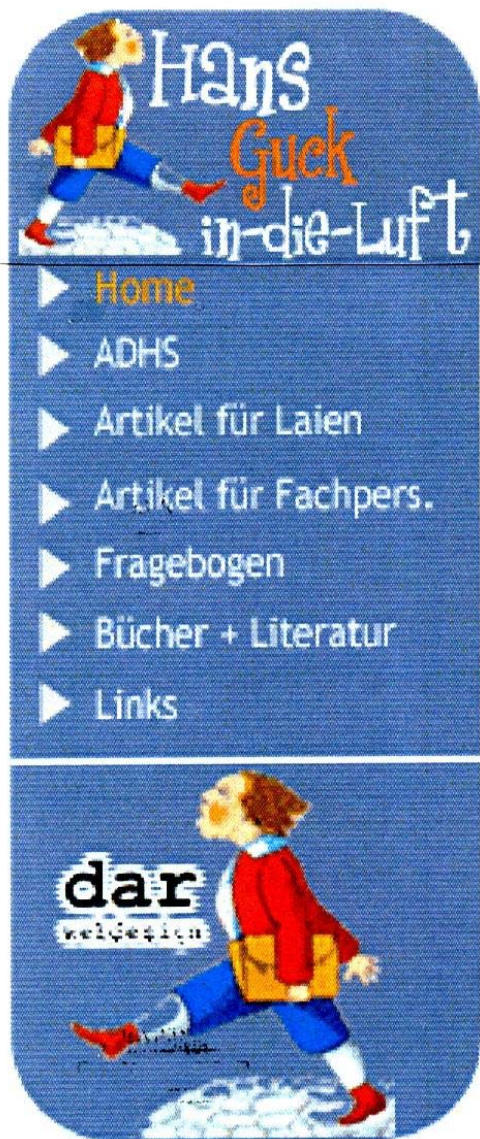 Hans
Guck
in-die-Luft
Home
ADHS
Artikel für Laien
Artikel für Fachpers.
Fragebogen
Bücher + Literatur
Links
dar